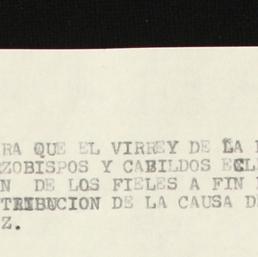 RA QUE EL VIRREY DE LA
ZOBISPOS Y CABILDOS ECL
N DE LOS FIELES A FIN
TRIBUCION DE LA CAUSA D
Z.